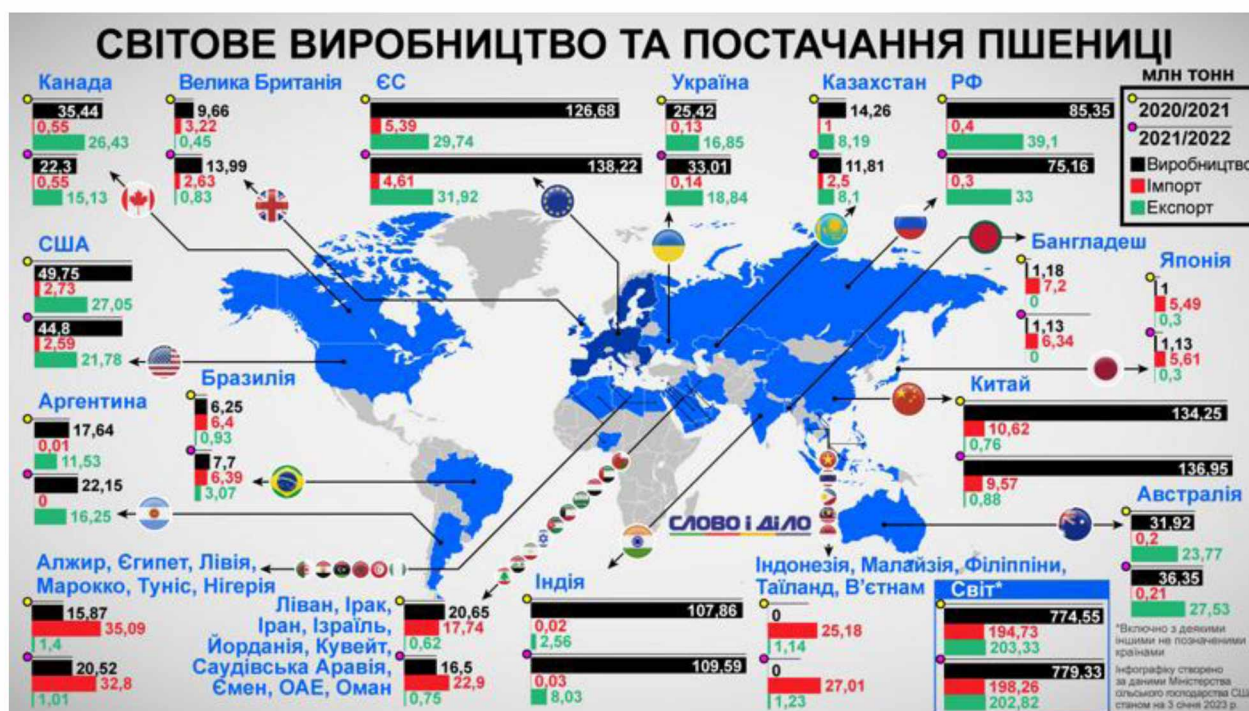 СВІТОВЕ ВИРОБНИЦТВО ТА ПОСТАЧАННЯ ПШЕНИЦІ
млн тонн
2020/2021
2021/2022
Виробництво
Імпорт
Експорт
Канада
35,44
0,55
26,43
22,3
0,55
15,13
Велика Британія
9,66
3,22
0,45
13,99
2,63
0,83
ЄС
126,68
5,39
29,74
138,22
4,61
31,92
Україна
25,42
0,13
16,85
33,01
0,14
18,84
Казахстан
14,26
1
8,19
11,81
2,5
8,1
РФ
85,35
0,4
39,1
75,16
0,3
33
США
49,75
2,73
27,05
44,8
2,59
21,78
Бангладеш
1,18
7,2
0
1,13
6,34
0
Японія
1
5,49
0,3
1,13
5,61
0,3
Аргентина
17,64
0,01
11,53
22,15
0
16,25
Бразилія
6,25
6,4
0,93
7,7
6,39
3,07
Китай
134,25
10,62
0,76
136,95
9,57
0,88
Австралія
31,92
0,2
23,77
36,35
0,21
27,53
СЛОВО і ДІЛО
Алжир, Єгипет, Лівія,
Марокко, Туніс, Нігерія
15,87
35,09
1,4
20,52
32,8
1,01
Ліван, Ірак,
Іран, Ізраїль,
Йорданія, Кувейт,
Саудівська Аравія,
Ємен, ОАЕ, Оман
20,65
17,74
0,62
16,5
22,9
0,75
Індія
107,86
0,02
2,56
109,59
0,03
8,03
Індонезія, Малайзія, Філіппіни,
Таїланд, В'єтнам
0
25,18
1,14
0
27,01
1,23
Світ*
774,55
194,73
203,33
779,33
198,26
202,82
*Включно з деякими
іншими не позначеними
країнами
Інфографіку створено
за даними Міністерства
сільського господарства США
станом на 3 січня 2023 р.